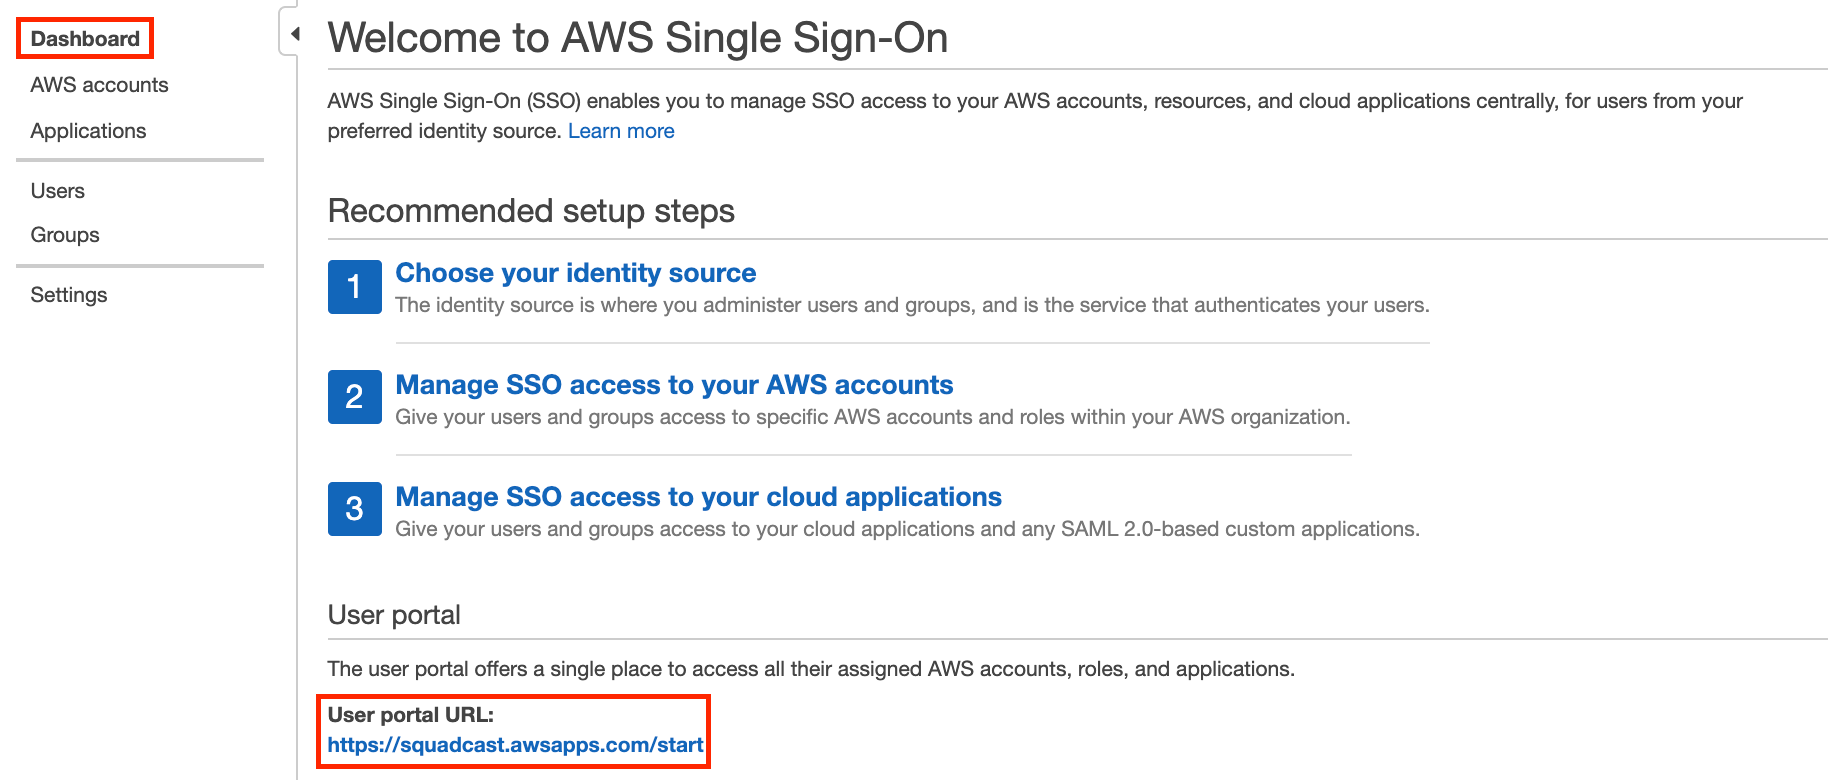 Dashboard
AWS accounts
Applications
Users
Groups
Settings
Welcome to AWS Single Sign-On
AWS Single Sign-On (SSO) enables you to manage SSO access to your AWS accounts, resources, and cloud applications centrally, for users from your
preferred identity source. Learn more
Recommended setup steps
1
Choose your identity source
The identity source is where you administer users and groups, and is the service that authenticates your users.
2
Manage SSO access to your AWS accounts
Give your users and groups access to specific AWS accounts and roles within your AWS organization.
3
Manage SSO access to your cloud applications
Give your users and groups access to your cloud applications and any SAML 2.0-based custom applications.
User portal
The user portal offers a single place to access all their assigned AWS accounts, roles, and applications.
User portal URL:
https://squadcast.awsapps.com/start